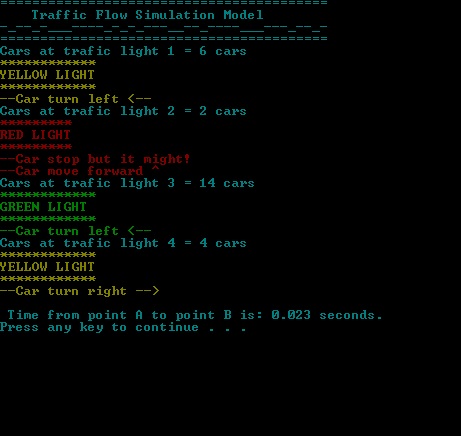 =========================================
Traffic Flow Simulation Model
-_--_-___----_-_-_---__--_----___---_--_-
=========================================
Cars at trafic light 1 = 6 cars
************
YELLOW LIGHT
************
--Car turn left <--
Cars at trafic light 2 = 2 cars
*********
RED LIGHT
*********
--Car stop but it might!
--Car move forward ^
Cars at trafic light 3 = 14 cars
************
GREEN LIGHT
************
--Car turn left <--
Cars at trafic light 4 = 4 cars
************
YELLOW LIGHT
************
--Car turn right -->
Time from point A to point B is: 0.023 seconds.
Press any key to continue . . .